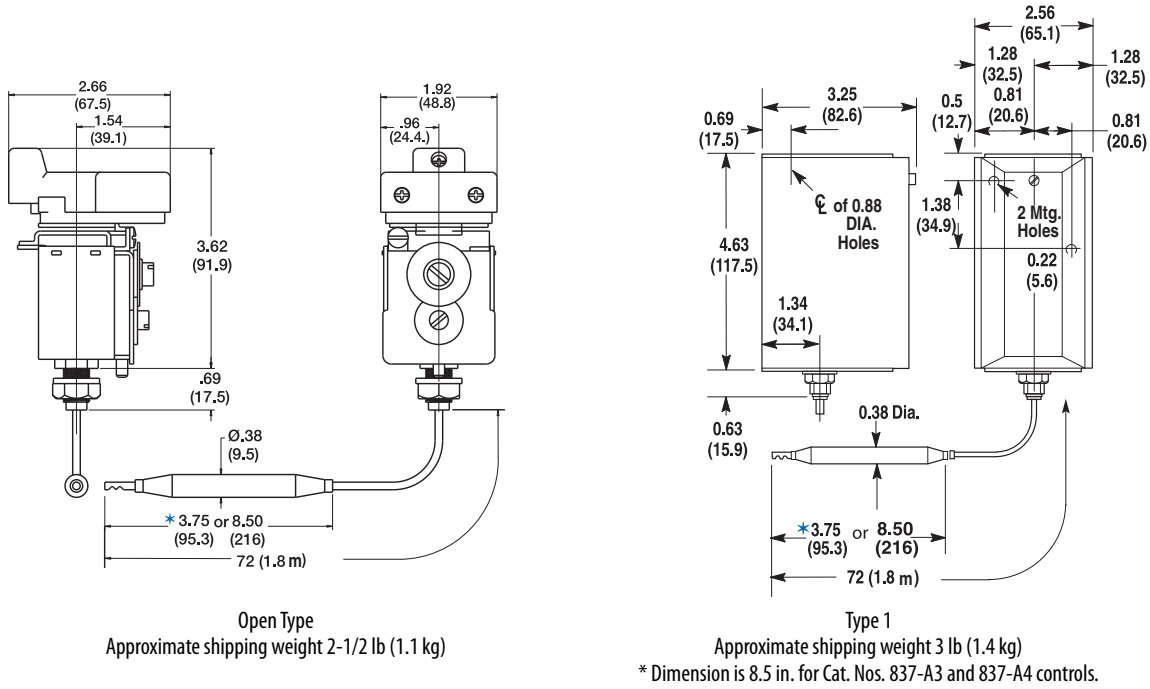 2.66
(67.5)
1.54
(39.1)
3.62
(91.9)
.69
(17.5)
1.92
(48.8)
.96
(24.4.)
Ø.38
(9.5)
*3.75 or 8.50
(95.3) (216)
72 (1.8 m)
Open Type
Approximate shipping weight 2-1/2 lb (1.1 kg)
3.25
(82.6)
0.69
(17.5)
℄ of 0.88
DIA.
Holes
4.63
(117.5)
1.34
(34.1)
0.63
(15.9)
2.56
(65.1)
1.28
(32.5)
1.28
(32.5)
0.5
(12.7)
0.81
(20.6)
0.81
(20.6)
1.38
(34.9)
2 Mtg.
Holes
0.22
(5.6)
0.38 Dia.
*3.75 or 8.50
(95.3) (216)
72 (1.8 m)
Type 1
Approximate shipping weight 3 lb (1.4 kg)
* Dimension is 8.5 in. for Cat. Nos. 837-A3 and 837-A4 controls.